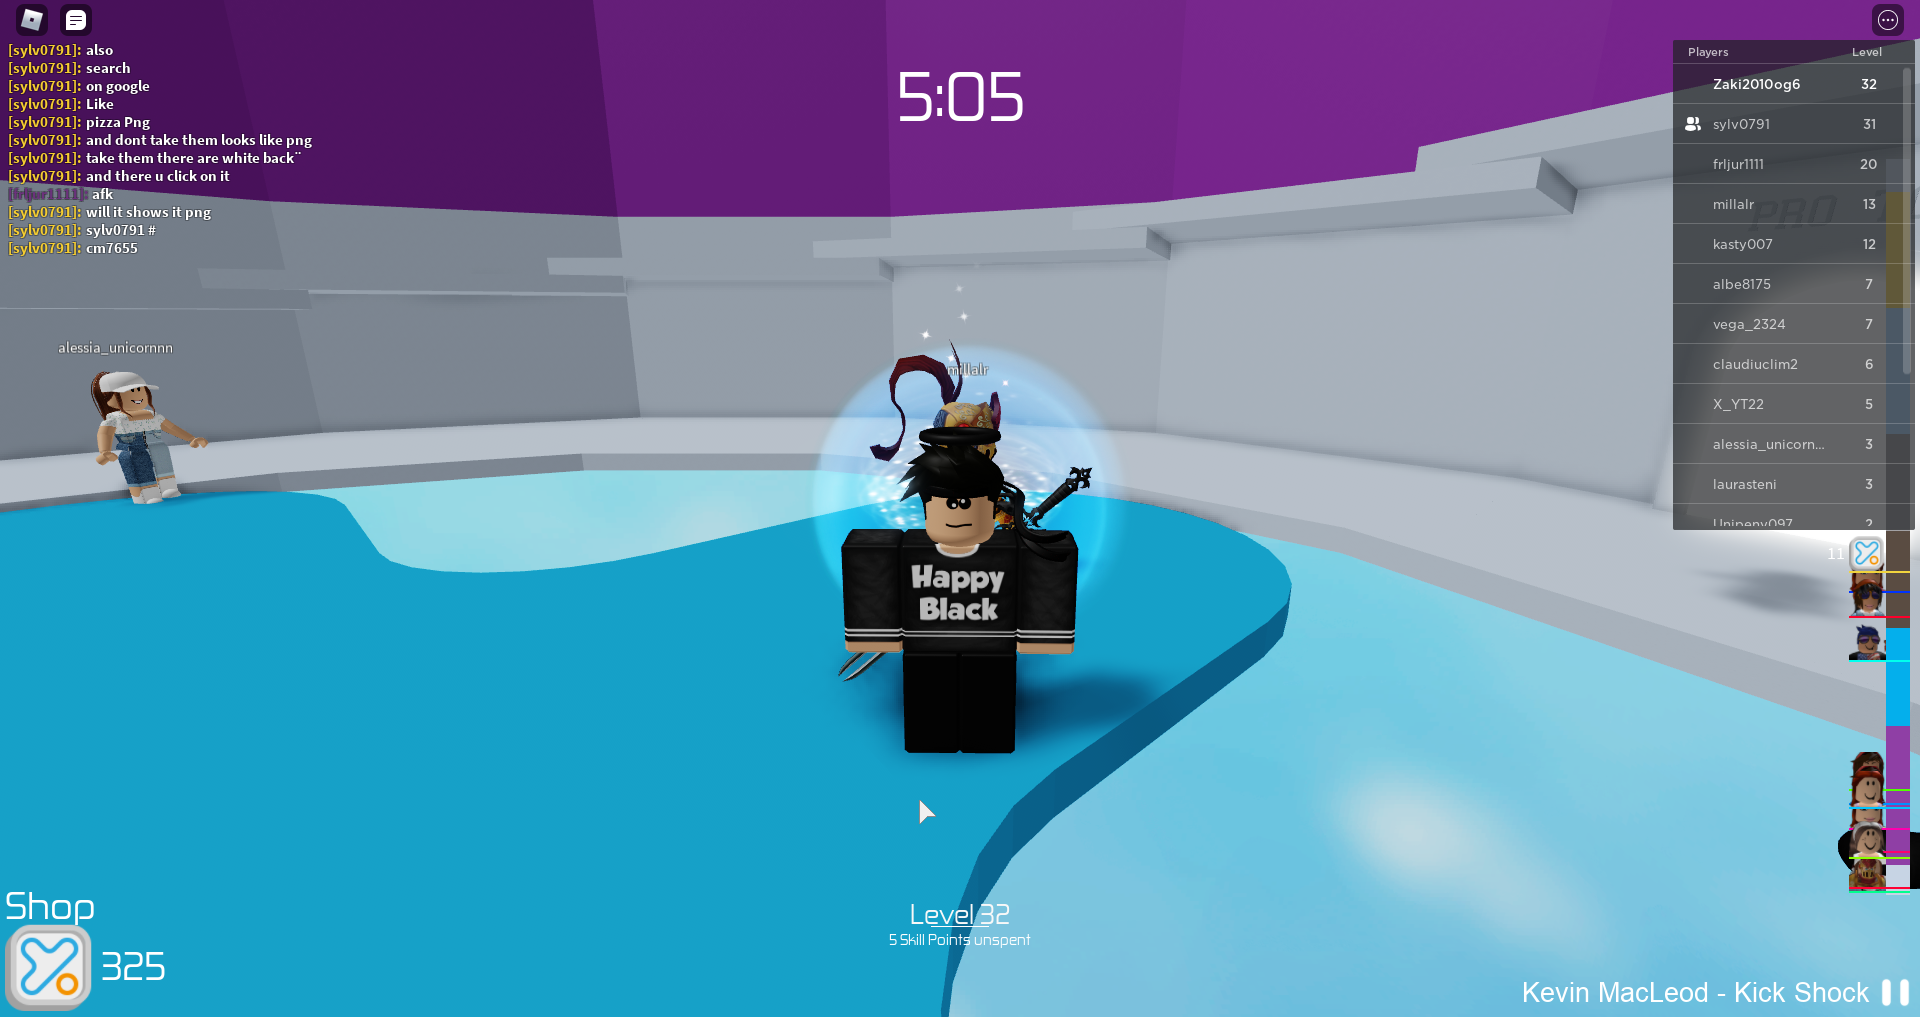 [sylv0791]: also
[sylv0791]: search
[sylv0791]: on google
[sylv0791]: Like
[sylv0791]: pizza Png
[sylv0791]: and dont take them looks like png
[sylv0791]: take them there are white back¨
[sylv0791]: and there u click on it
[frljur1111]: afk
[sylv0791]: will it shows it png
[sylv0791]: sylv0791 #
[sylv0791]: cm7655
5:05
Players Level
Zaki2010og6 32
sylv0791 31
frljur1111 20
millalr 13
kasty007 12
albe8175 7
vega_2324 7
claudiuclim2 6
X_YT22 5
alessia_unicorn... 3
laurasteni 3
2
PRO
alessia_unicornnn
millalr
Happy
Black
11
Shop
325
Level 32
5 Skill Points unspent
Kevin MacLeod - Kick Shock